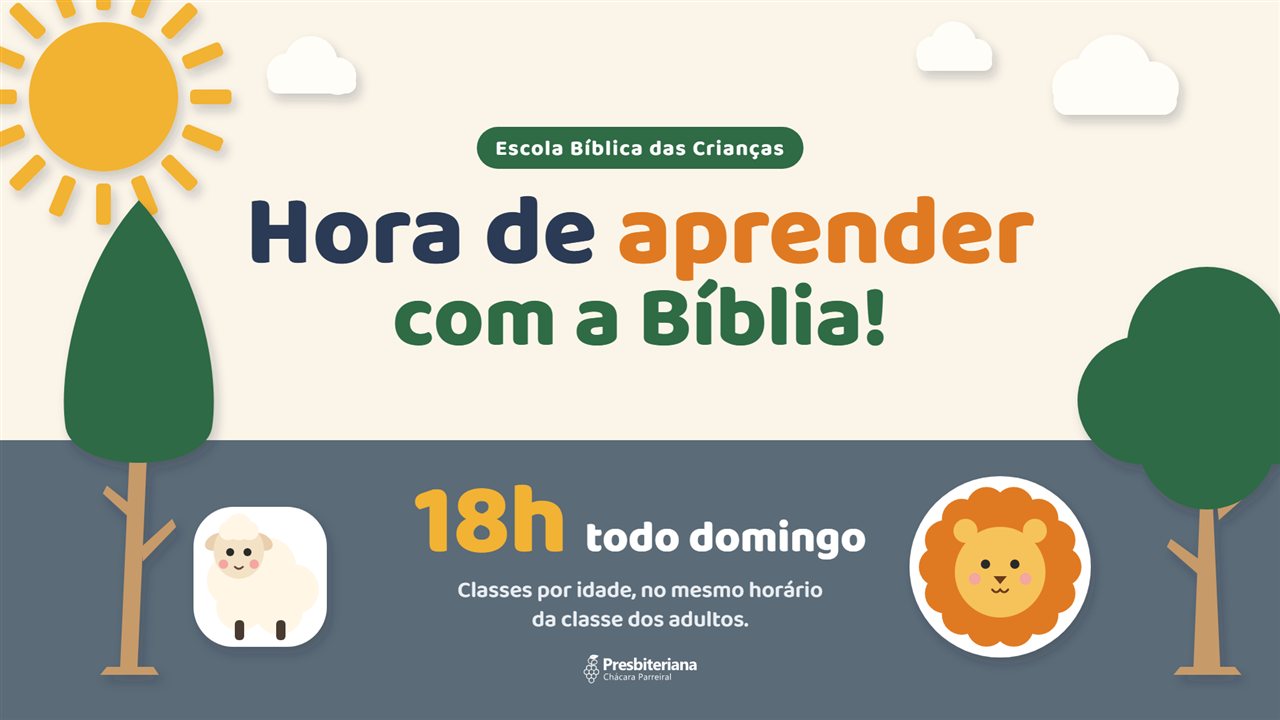 Escola Bíblica das Crianças
Hora de aprender
com a Bíblia!
18h todo domingo
Classes por idade, no mesmo horário
da classe dos adultos.
Presbiteriana
Chácara Parreiral